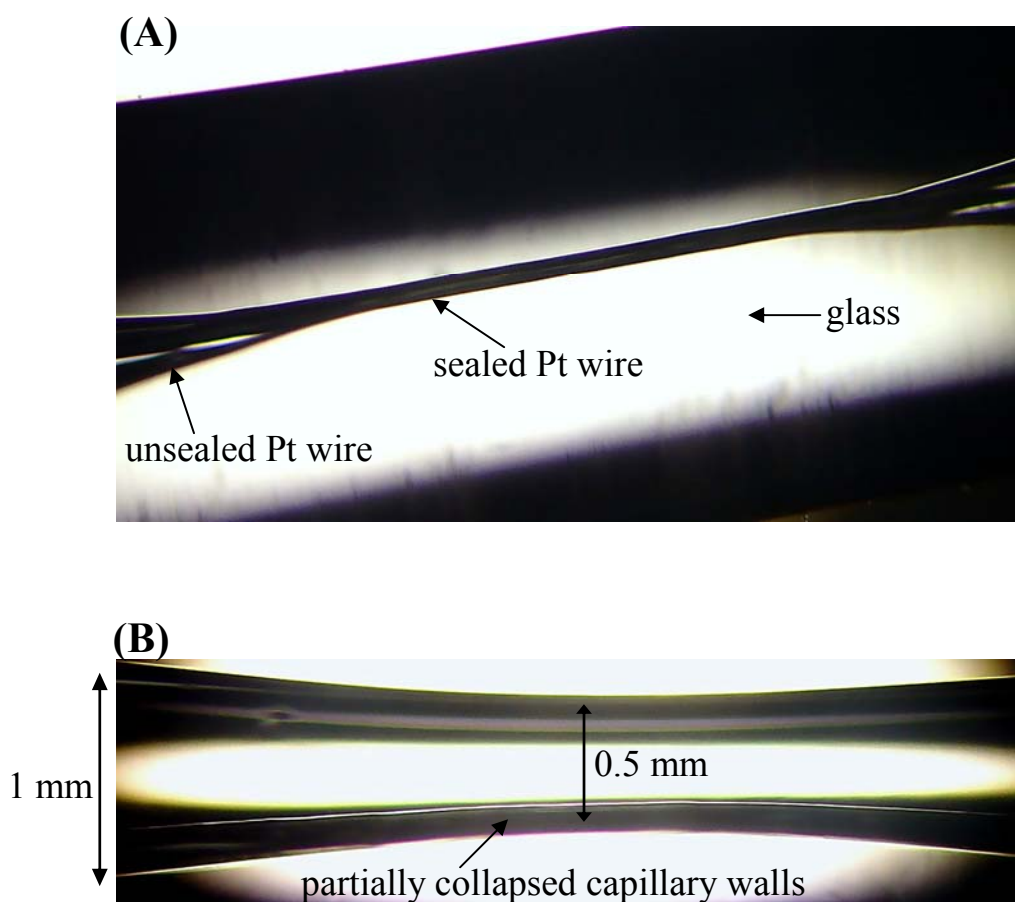 (A)
glass
sealed Pt wire
unsealed Pt wire
(B)
1 mm
0.5 mm
partially collapsed capillary walls